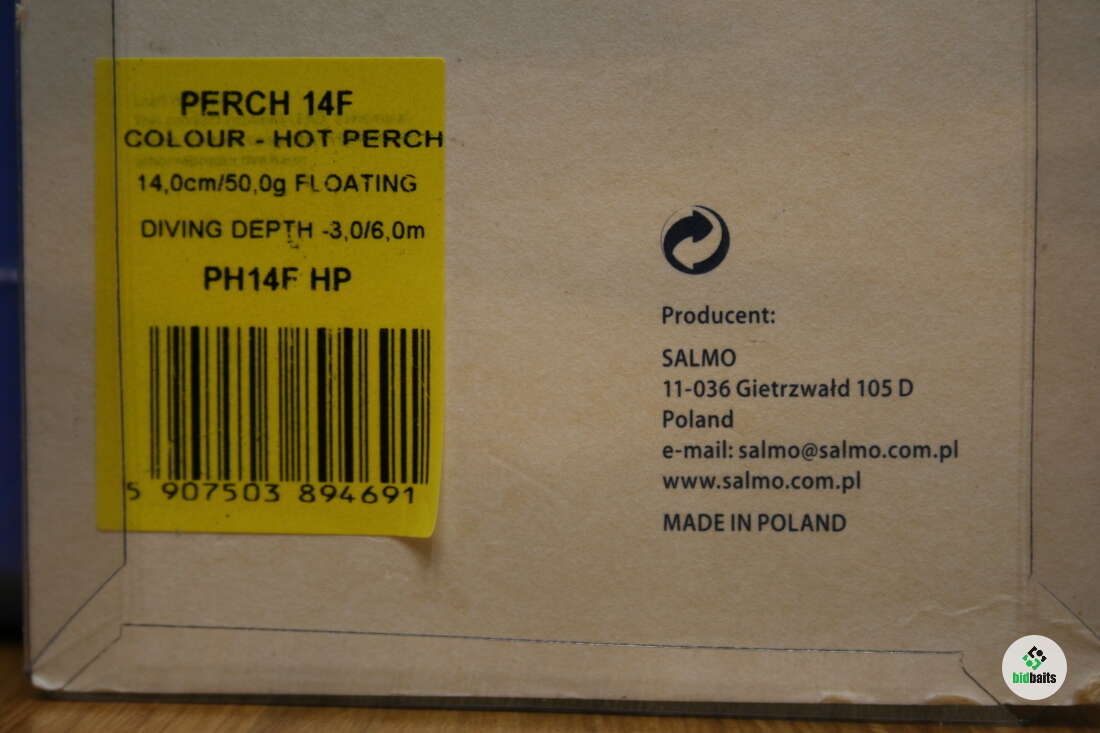 PERCH 14F
COLOUR - HOT PERCH
14,0cm/50,0g FLOATING
DIVING DEPTH -3,0/6,0m
PH14F HP
5 907503 894691
Producent:
SALMO
11-036 Gietrzwałd 105 D
Poland
e-mail: salmo@salmo.com.pl
www.salmo.com.pl
MADE IN POLAND
bidbaits